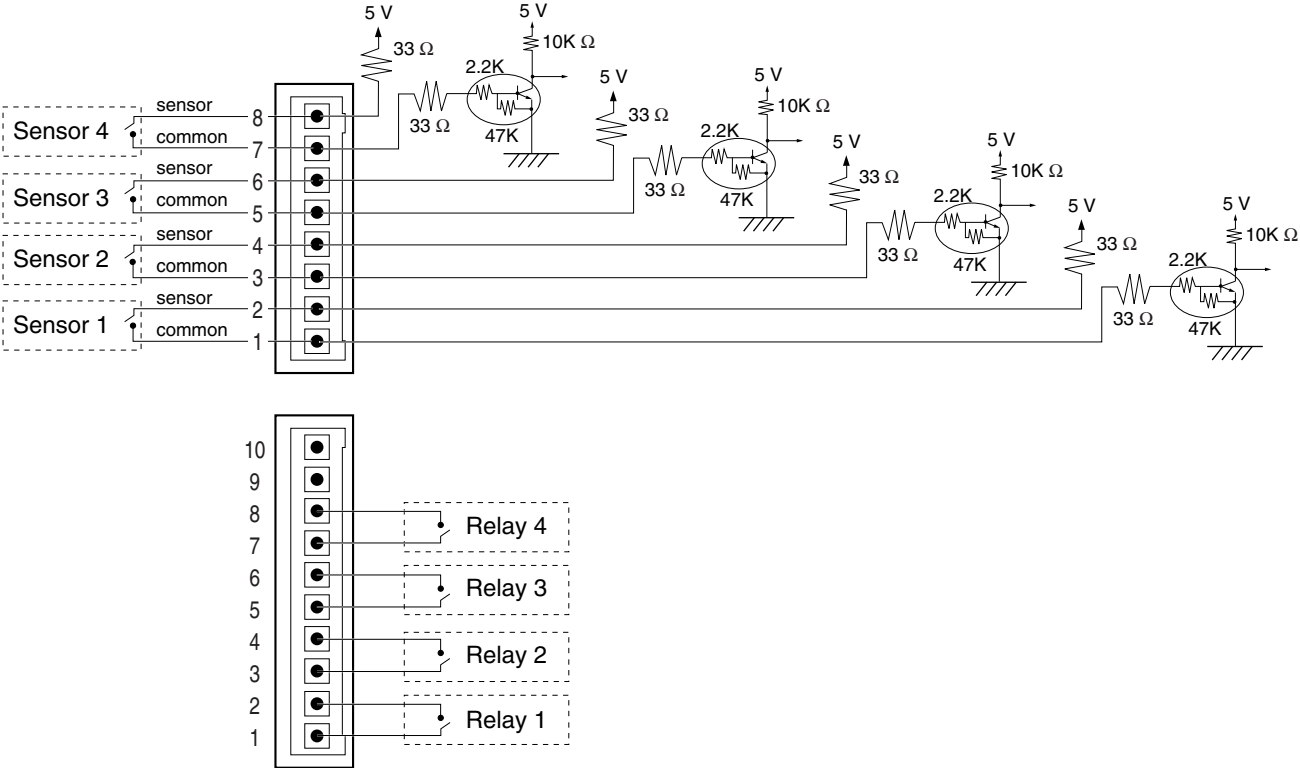 5 V
33 Ω
5 V
10K Ω
2.2K
33 Ω
47K
5 V
33 Ω
5 V
10K Ω
2.2K
33 Ω
47K
5 V
33 Ω
5 V
10K Ω
2.2K
33 Ω
47K
5 V
33 Ω
5 V
10K Ω
2.2K
33 Ω
47K
Sensor 4
sensor 8
common 7
Sensor 3
sensor 6
common 5
Sensor 2
sensor 4
common 3
Sensor 1
sensor 2
common 1
10
9
8
7
Relay 4
6
5
Relay 3
4
3
Relay 2
2
1
Relay 1